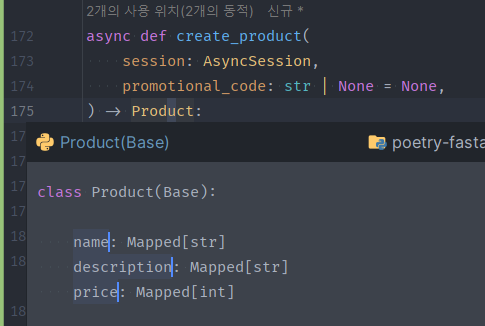 2개의 사용 위치(2개의 동적) 신규 *
172 async def create_product(
173 session: AsyncSession,
174 promotional_code: str | None = None,
175 ) -> Product:
17
Product(Base) poetry-fasta
17
17 class Product(Base):
17
18 name: Mapped[str]
18 description: Mapped[str]
price: Mapped[int]
18